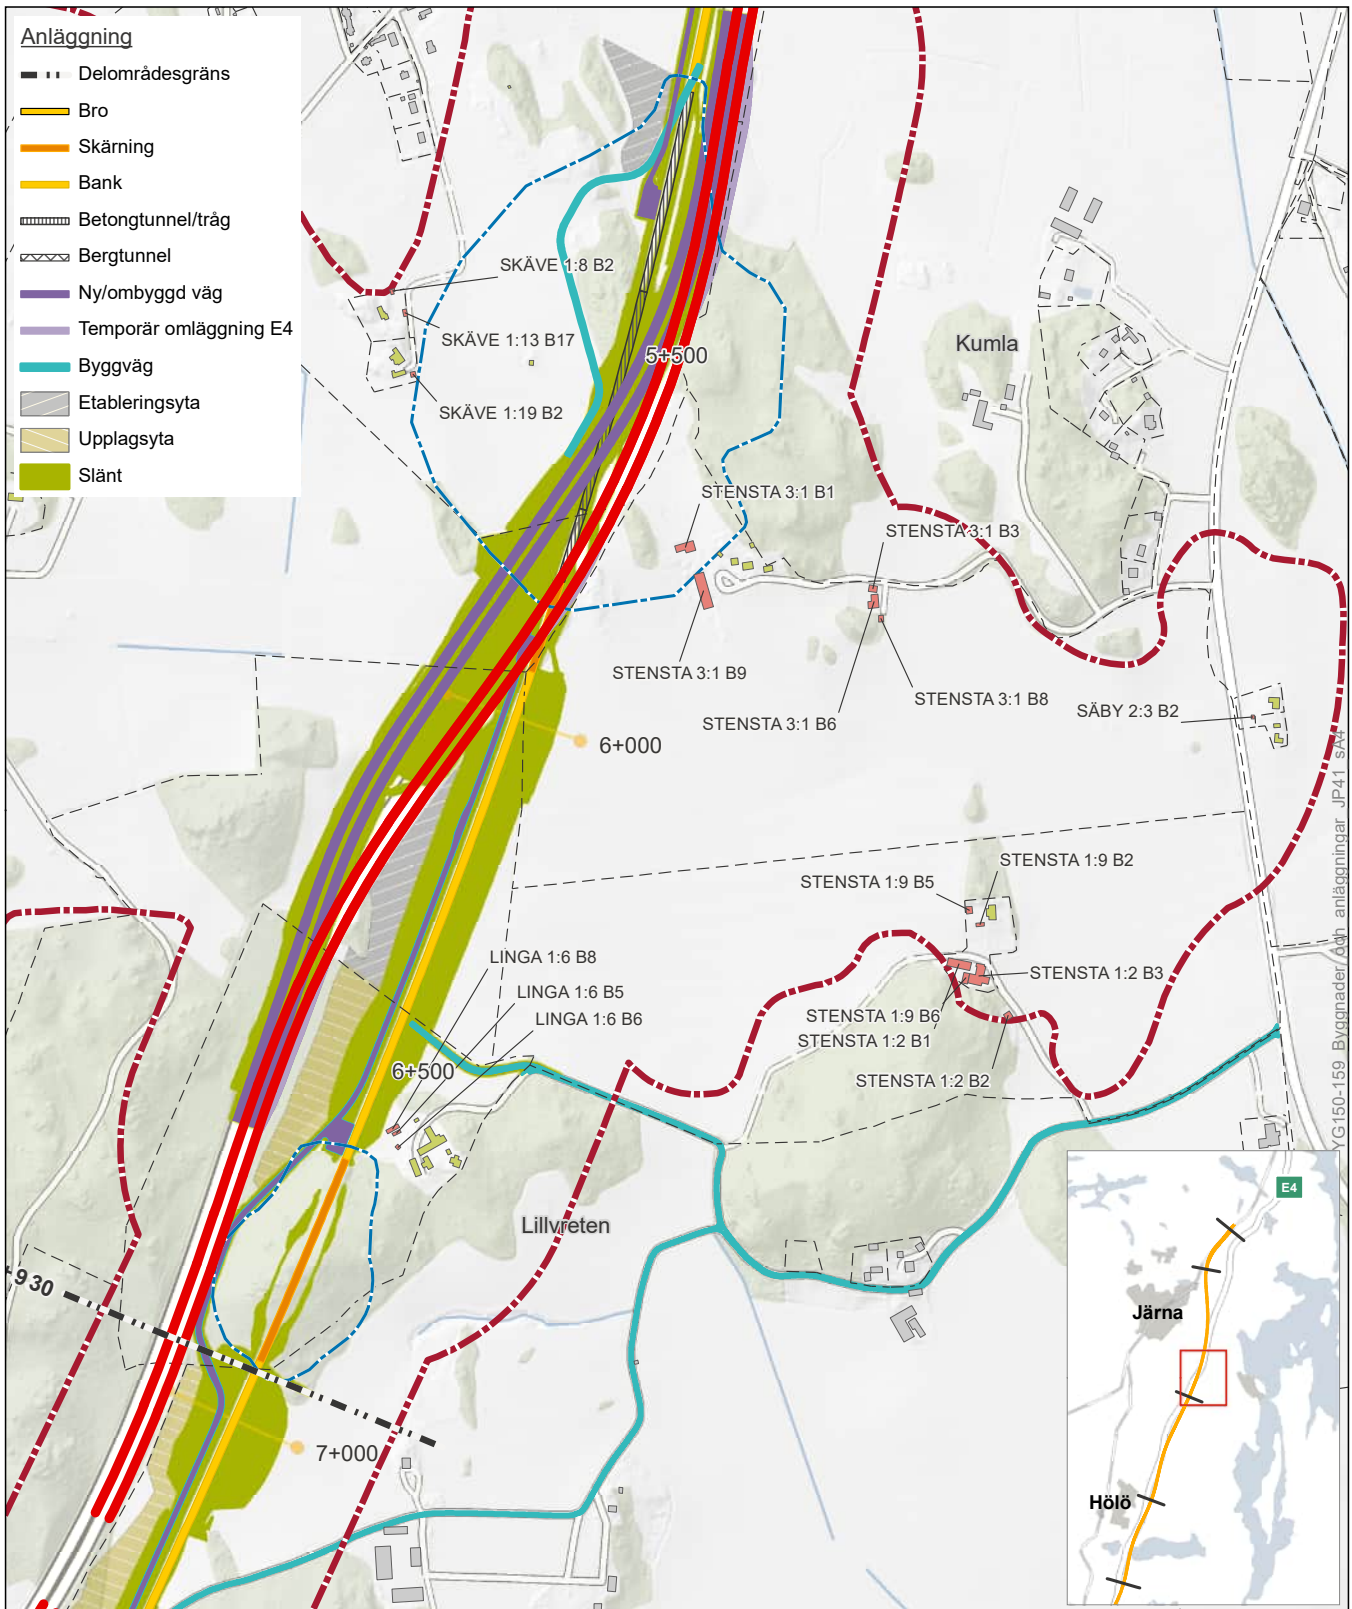 Anläggning
Delområdesgräns
Bro
Skärning
Bank
Betongtunnel/tråg
Bergtunnel
Ny/ombyggd väg
Temporär omläggning E4
Byggväg
Etableringsyta
Upplagsyta
Slänt
SKÄVE 1:8 B2
SKÄVE 1:13 B17
5+500
Kumla
SKÄVE 1:19 B2
STENSTA 3:1 B1
STENSTA 3:1 B3
STENSTA 3:1 B9
STENSTA 3:1 B8
STENSTA 3:1 B6
SÄBY 2:3 B2
6+000
STENSTA 1:9 B2
STENSTA 1:9 B5
LINGA 1:6 B8
STENSTA 1:2 B3
LINGA 1:6 B5
LINGA 1:6 B6
STENSTA 1:9 B6
STENSTA 1:2 B1
6+500
STENSTA 1:2 B2
Lillvreten
+930
7+000
YG150-159 Byggnader och anläggningar JP41 sA4
E4
Järna
Hölö